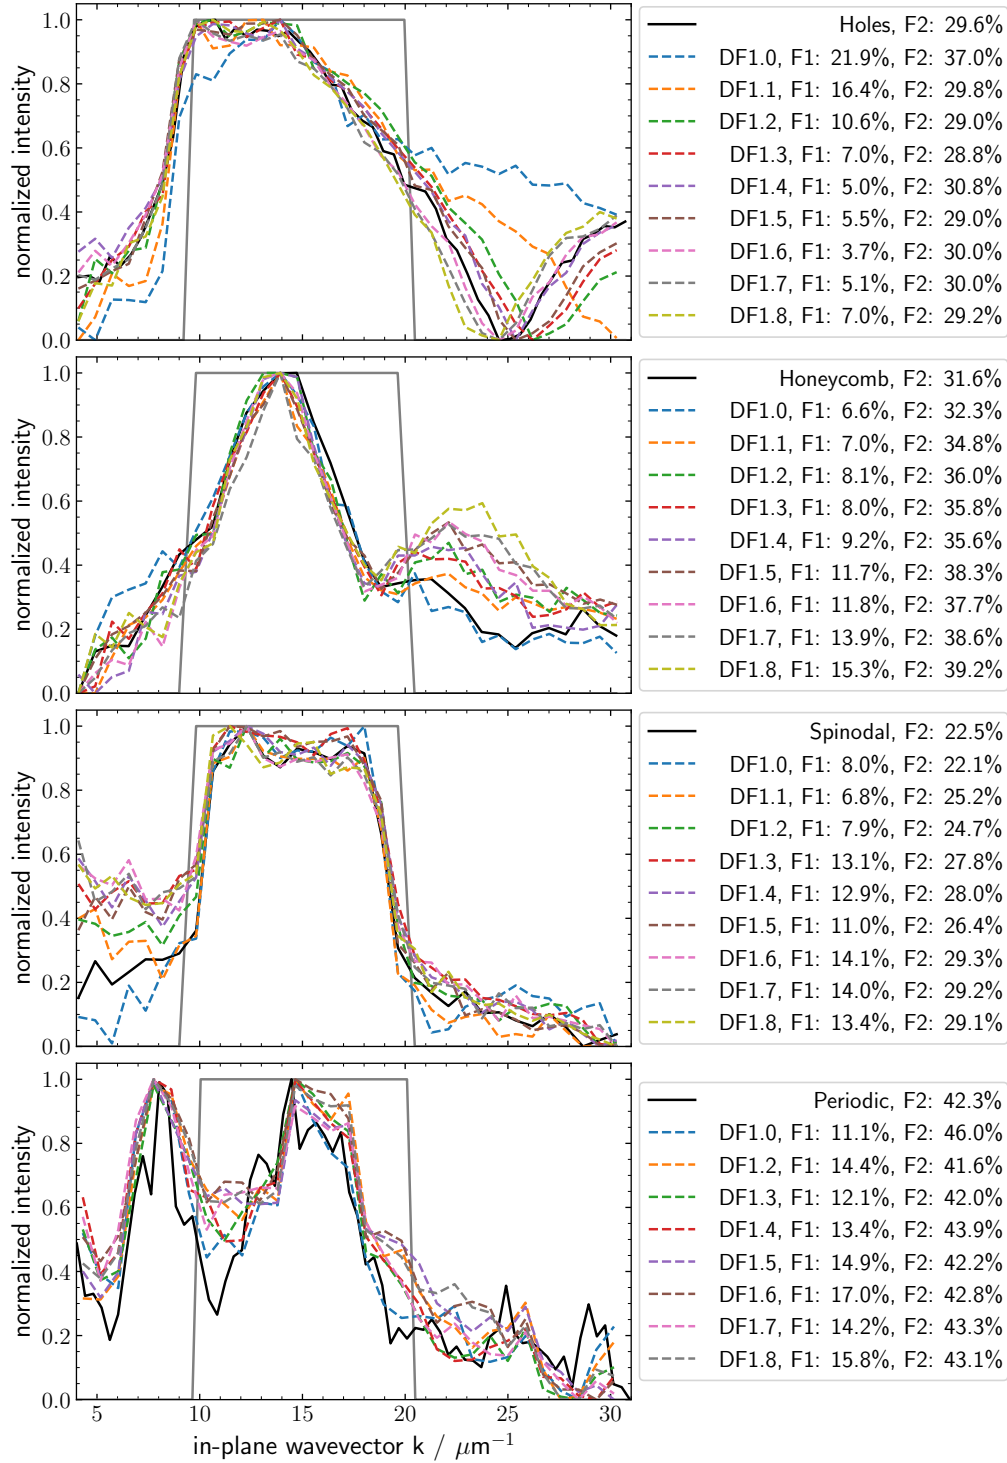 normalized intensity
1.0
0.8
0.6
0.4
0.2
0.0
Holes, F2: 29.6%
DF1.0, F1: 21.9%, F2: 37.0%
DF1.1, F1: 16.4%, F2: 29.8%
DF1.2, F1: 10.6%, F2: 29.0%
DF1.3, F1: 7.0%, F2: 28.8%
DF1.4, F1: 5.0%, F2: 30.8%
DF1.5, F1: 5.5%, F2: 29.0%
DF1.6, F1: 3.7%, F2: 30.0%
DF1.7, F1: 5.1%, F2: 30.0%
DF1.8, F1: 7.0%, F2: 29.2%
normalized intensity
1.0
0.8
0.6
0.4
0.2
0.0
Honeycomb, F2: 31.6%
DF1.0, F1: 6.6%, F2: 32.3%
DF1.1, F1: 7.0%, F2: 34.8%
DF1.2, F1: 8.1%, F2: 36.0%
DF1.3, F1: 8.0%, F2: 35.8%
DF1.4, F1: 9.2%, F2: 35.6%
DF1.5, F1: 11.7%, F2: 38.3%
DF1.6, F1: 11.8%, F2: 37.7%
DF1.7, F1: 13.9%, F2: 38.6%
DF1.8, F1: 15.3%, F2: 39.2%
normalized intensity
1.0
0.8
0.6
0.4
0.2
0.0
Spinodal, F2: 22.5%
DF1.0, F1: 8.0%, F2: 22.1%
DF1.1, F1: 6.8%, F2: 25.2%
DF1.2, F1: 7.9%, F2: 24.7%
DF1.3, F1: 13.1%, F2: 27.8%
DF1.4, F1: 12.9%, F2: 28.0%
DF1.5, F1: 11.0%, F2: 26.4%
DF1.6, F1: 14.1%, F2: 29.3%
DF1.7, F1: 14.0%, F2: 29.2%
DF1.8, F1: 13.4%, F2: 29.1%
normalized intensity
1.0
0.8
0.6
0.4
0.2
0.0
Periodic, F2: 42.3%
DF1.0, F1: 11.1%, F2: 46.0%
DF1.2, F1: 14.4%, F2: 41.6%
DF1.3, F1: 12.1%, F2: 42.0%
DF1.4, F1: 13.4%, F2: 43.9%
DF1.5, F1: 14.9%, F2: 42.2%
DF1.6, F1: 17.0%, F2: 42.8%
DF1.7, F1: 14.2%, F2: 43.3%
DF1.8, F1: 15.8%, F2: 43.1%
5 10 15 20 25 30
in-plane wavevector k / μm⁻¹